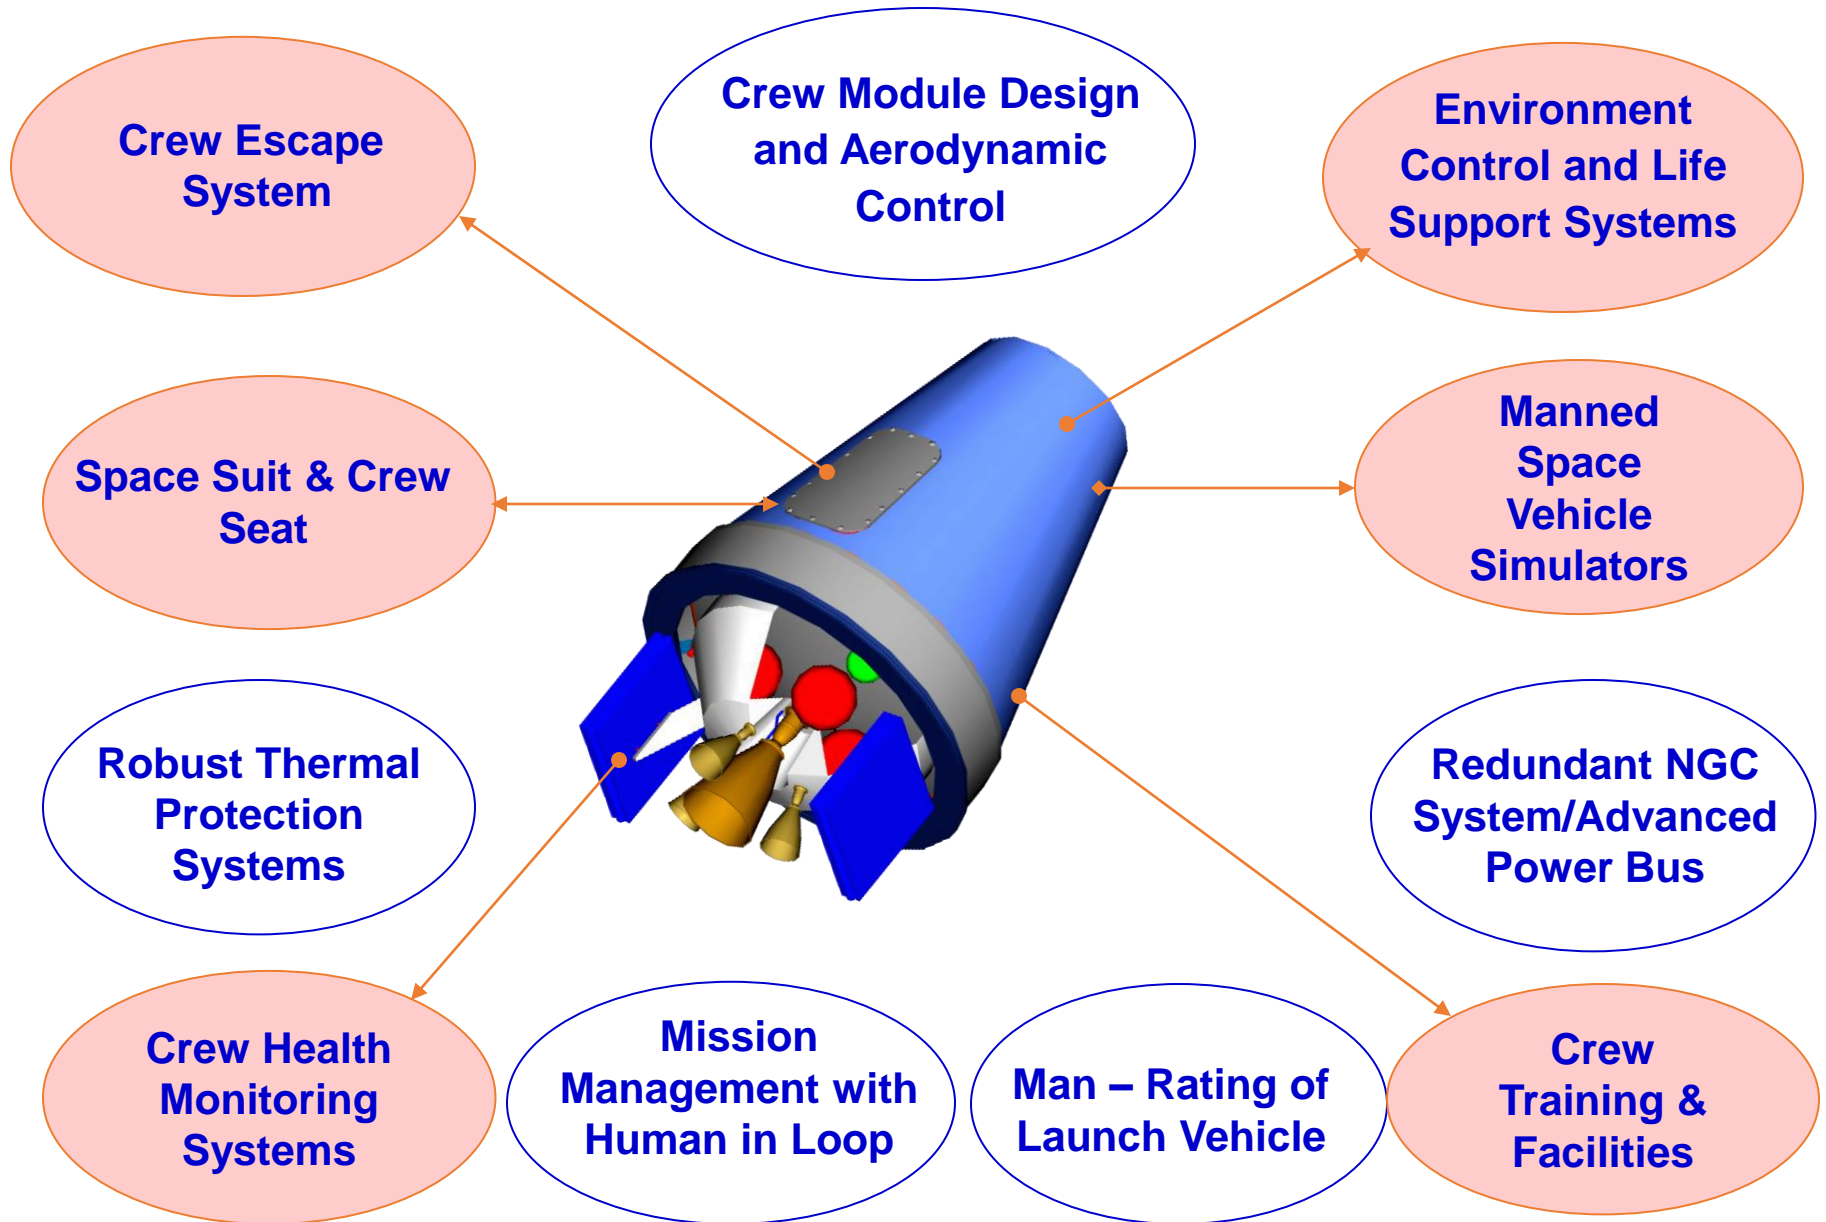 Crew Escape
System
Crew Module Design
and Aerodynamic
Control
Environment
Control and Life
Support Systems
Space Suit & Crew
Seat
Manned
Space
Vehicle
Simulators
Robust Thermal
Protection
Systems
Redundant NGC
System/Advanced
Power Bus
Crew Health
Monitoring
Systems
Mission
Management with
Human in Loop
Man – Rating of
Launch Vehicle
Crew
Training &
Facilities